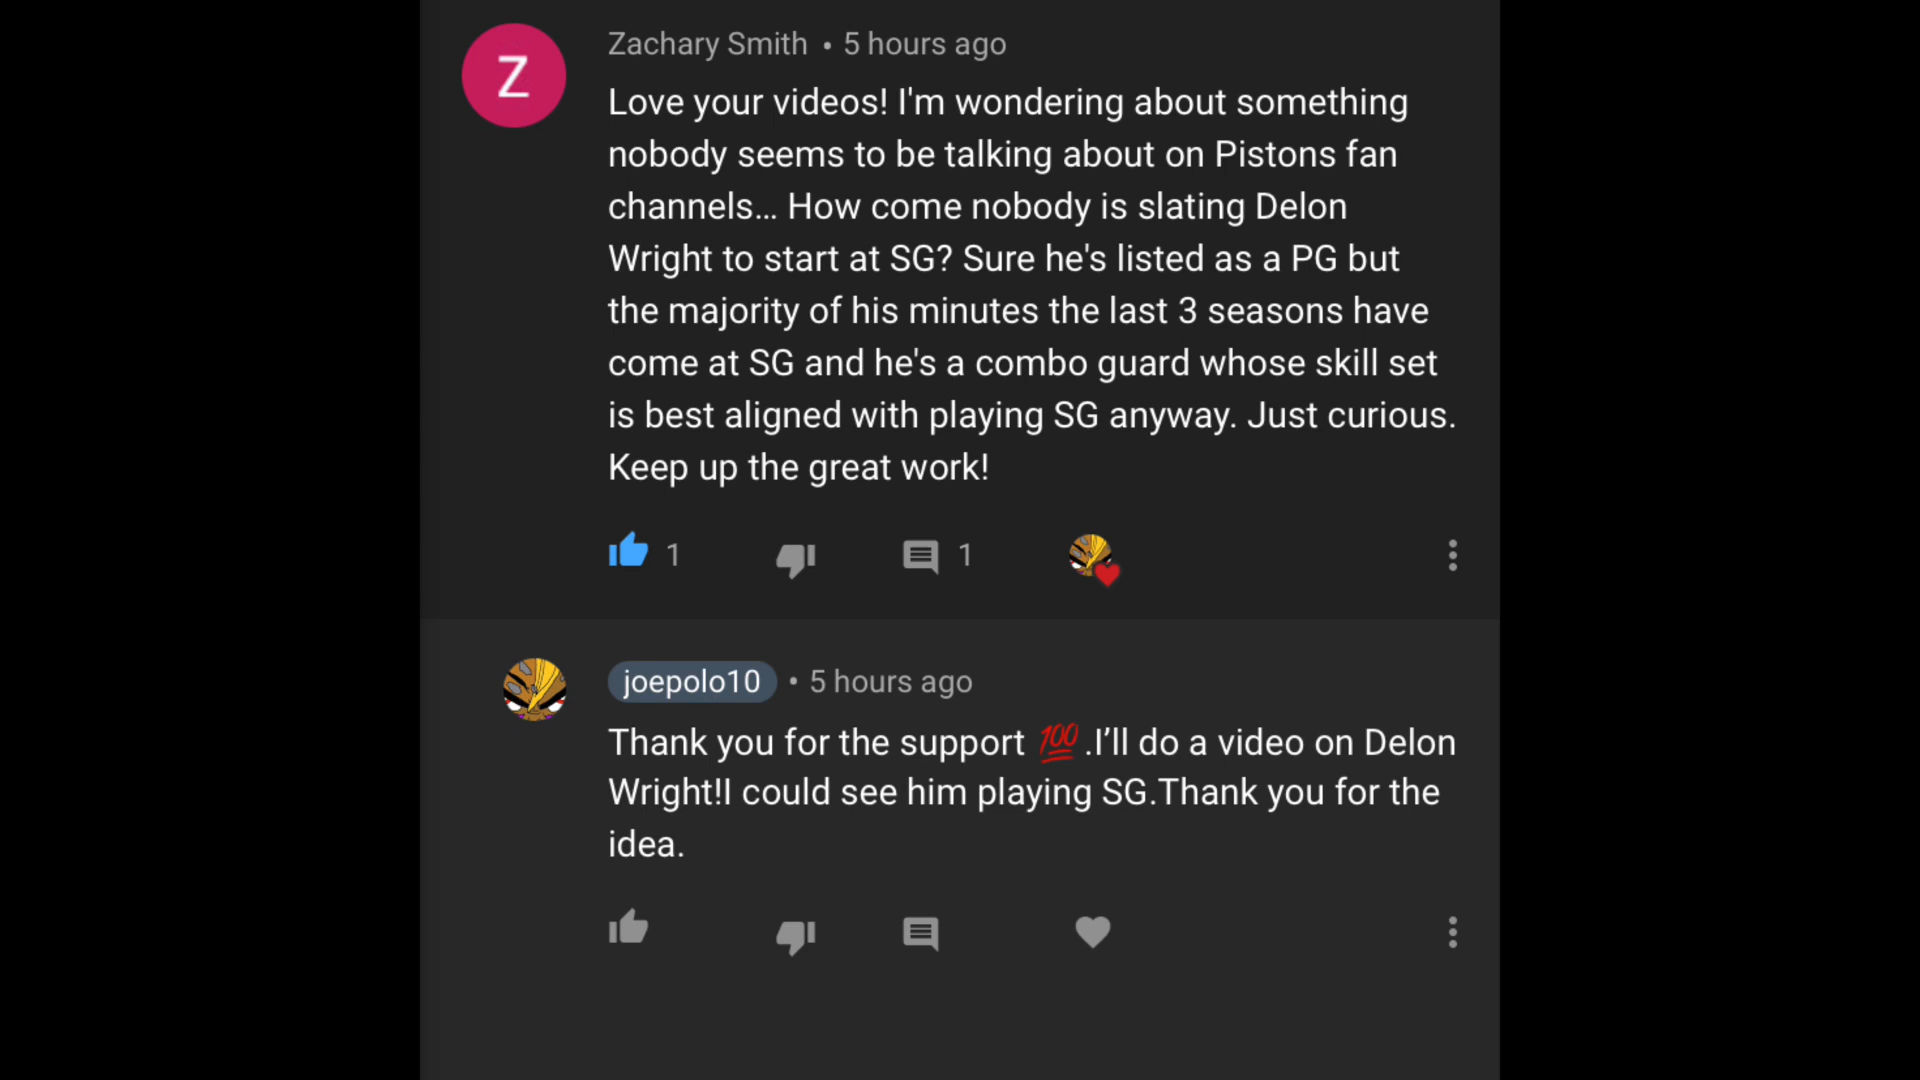 Z
Zachary Smith • 5 hours ago
Love your videos! I'm wondering about something
nobody seems to be talking about on Pistons fan
channels... How come nobody is slating Delon
Wright to start at SG? Sure he's listed as a PG but
the majority of his minutes the last 3 seasons have
come at SG and he's a combo guard whose skill set
is best aligned with playing SG anyway. Just curious.
Keep up the great work!
1 1
joepolo10 • 5 hours ago
Thank you for the support 💯.I’ll do a video on Delon
Wright!I could see him playing SG.Thank you for the
idea.